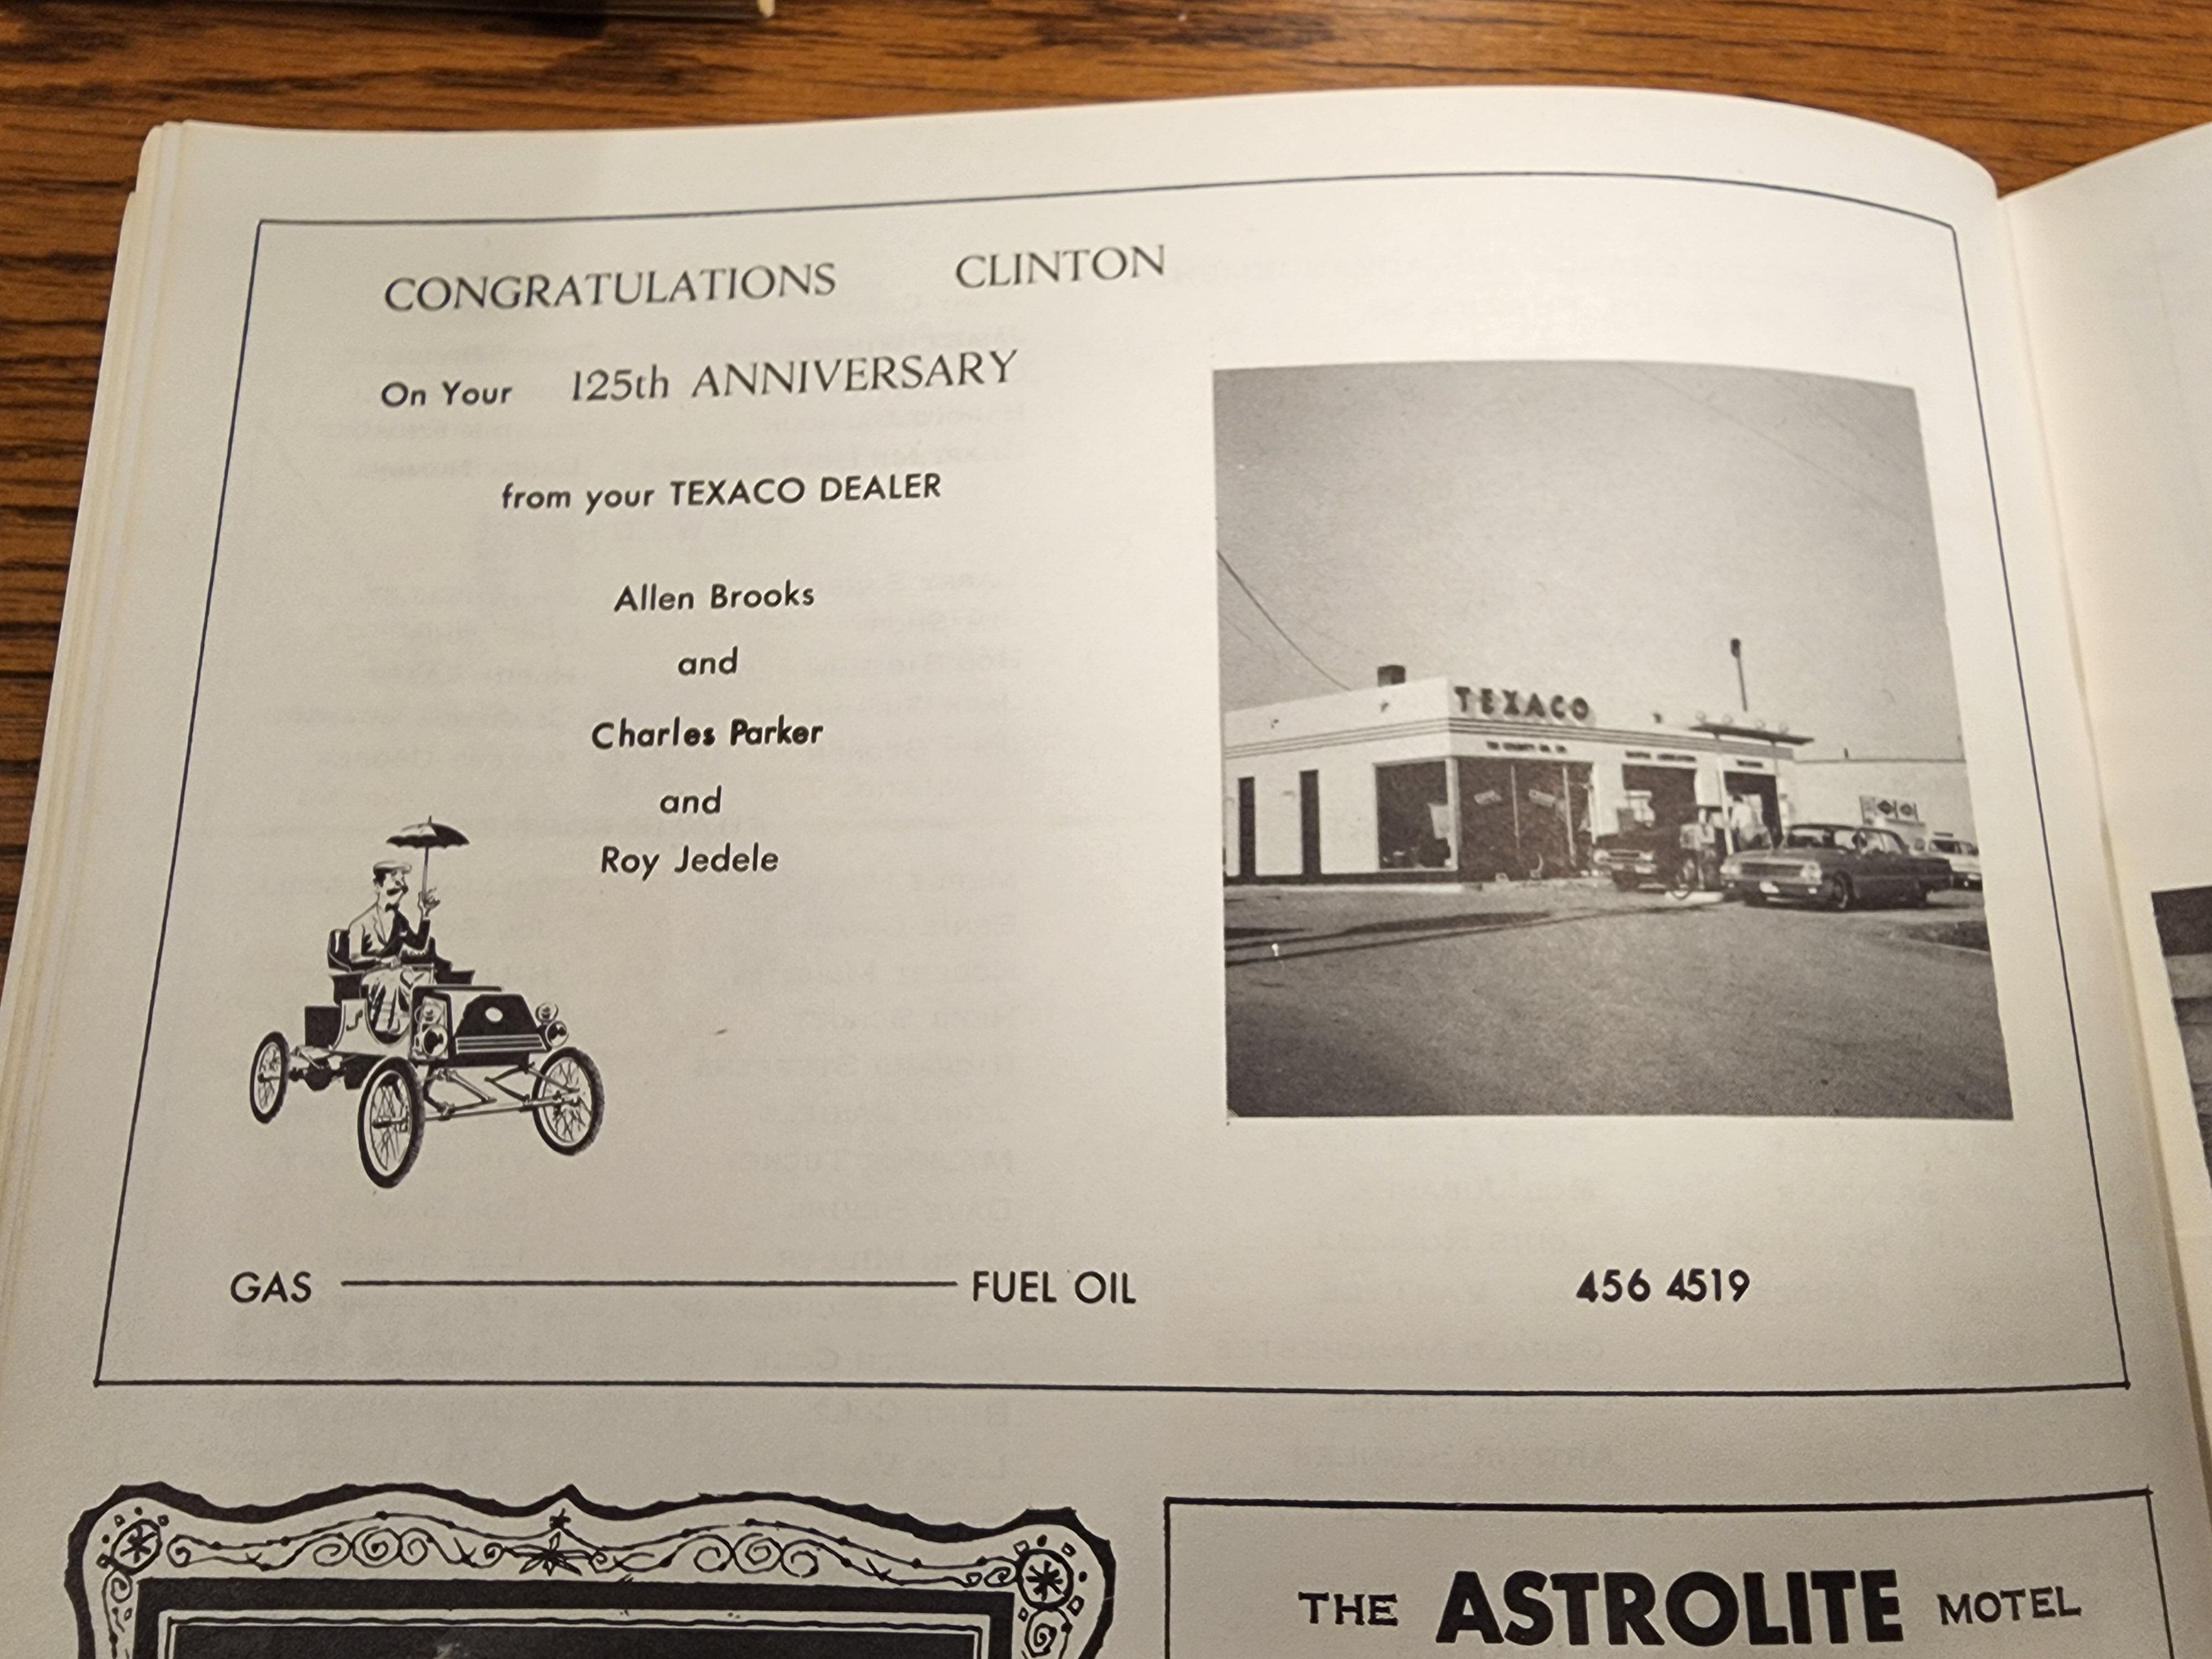 CONGRATULATIONS CLINTON
On Your 125th ANNIVERSARY
from your TEXACO DEALER
Allen Brooks
and
Charles Parker
and
Roy Jedele
TEXACO
GAS FUEL OIL
456 4519
THE ASTROLITE MOTEL